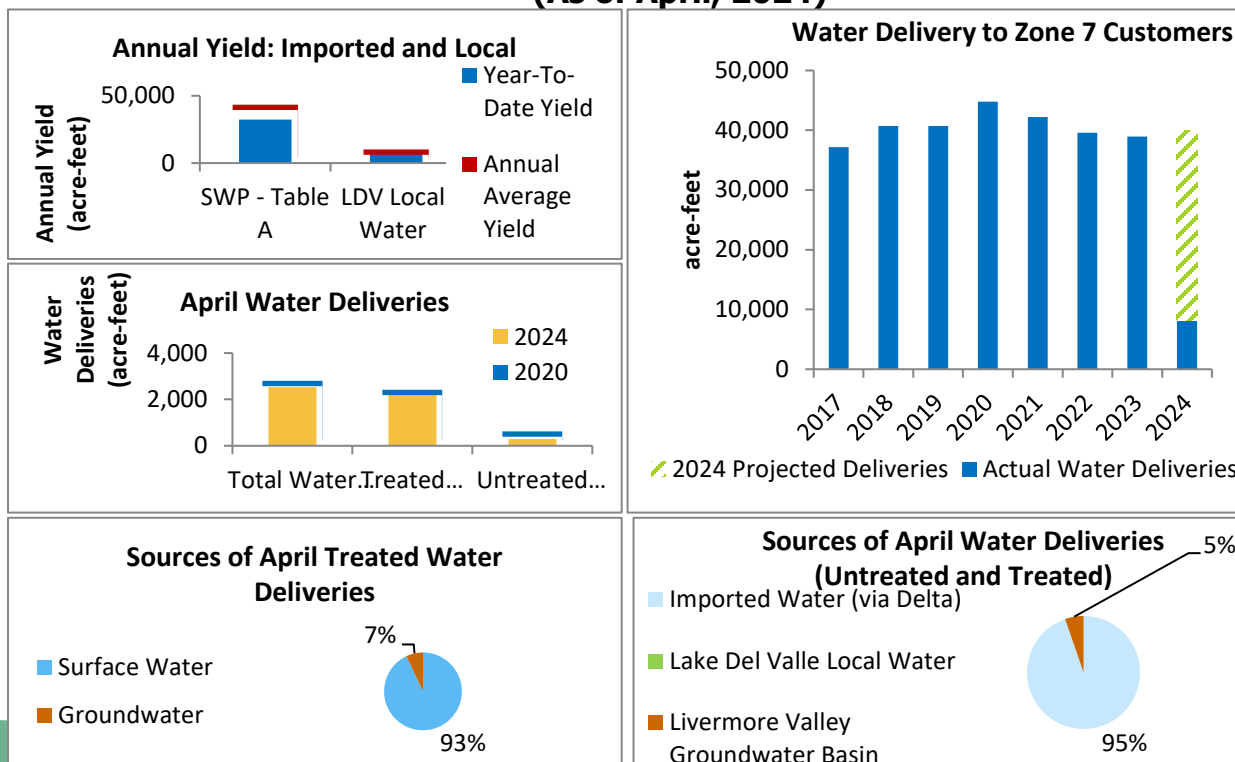 (As of April, 2024)
Annual Yield: Imported and Local
Annual Yield
(acre-feet)
50,000
0
SWP - Table
A
LDV Local
Water
Year-To-
Date Yield
Annual
Average
Yield
Water Delivery to Zone 7 Customers
acre-feet
50,000
40,000
30,000
20,000
10,000
0
2017
2018
2019
2020
2021
2022
2023
2024
2024 Projected Deliveries
Actual Water Deliveries
April Water Deliveries
Water
Deliveries
(acre-feet)
4,000
2,000
0
2024
2020
Total Water...
Treated...
Untreated...
Sources of April Treated Water
Deliveries
Surface Water
Groundwater
7%
93%
Sources of April Water Deliveries
(Untreated and Treated)
Imported Water (via Delta)
Lake Del Valle Local Water
Livermore Valley
Groundwater Basin
5%
95%